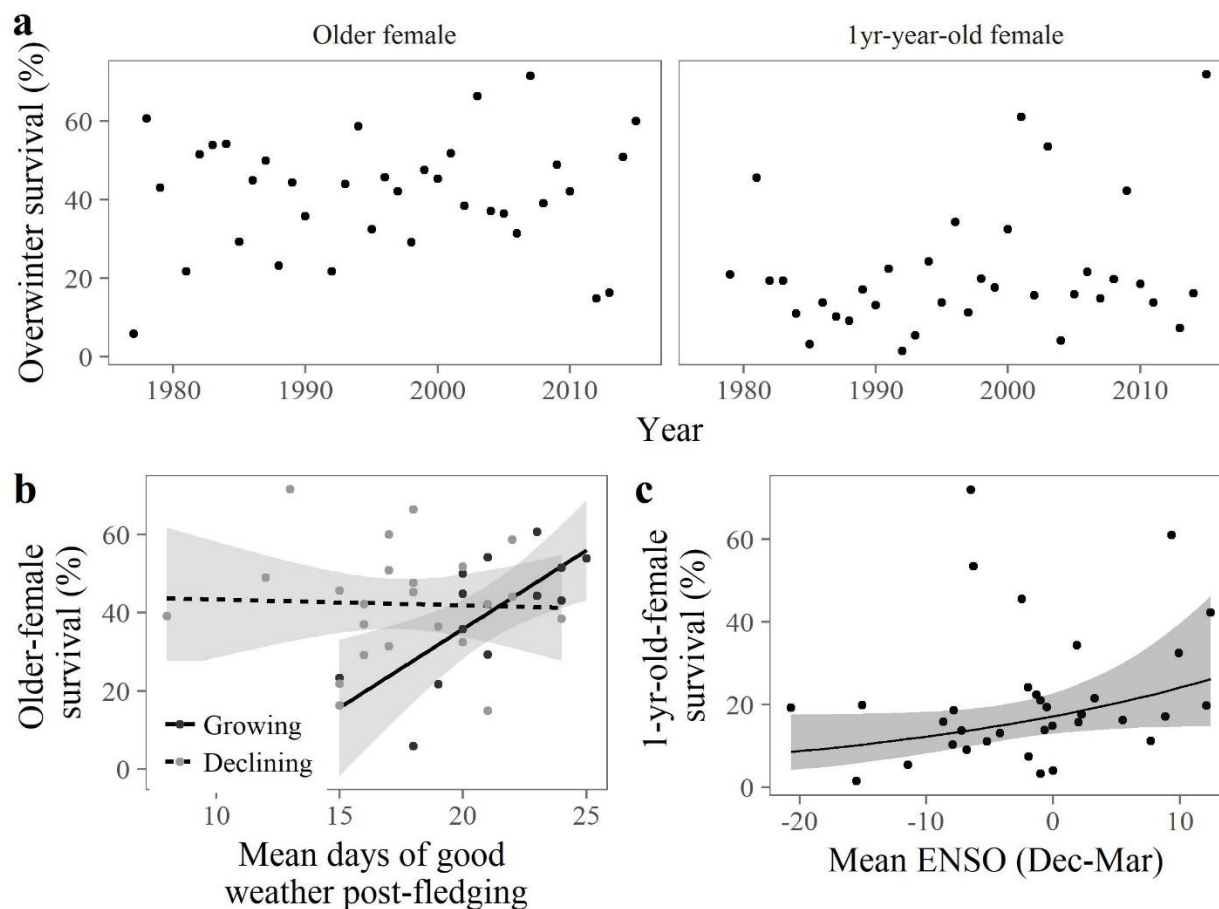 a
Older female
1yr-year-old female
Overwinter survival (%)
60
40
20
0
1980
1990
2000
2010
1980
1990
2000
2010
Year
b
Older-female
survival (%)
60
40
20
0
Growing
Declining
10
15
20
25
Mean days of good
weather post-fledging
c
1-yr-old-female
survival (%)
60
40
20
0
-20
-10
0
10
Mean ENSO (Dec-Mar)